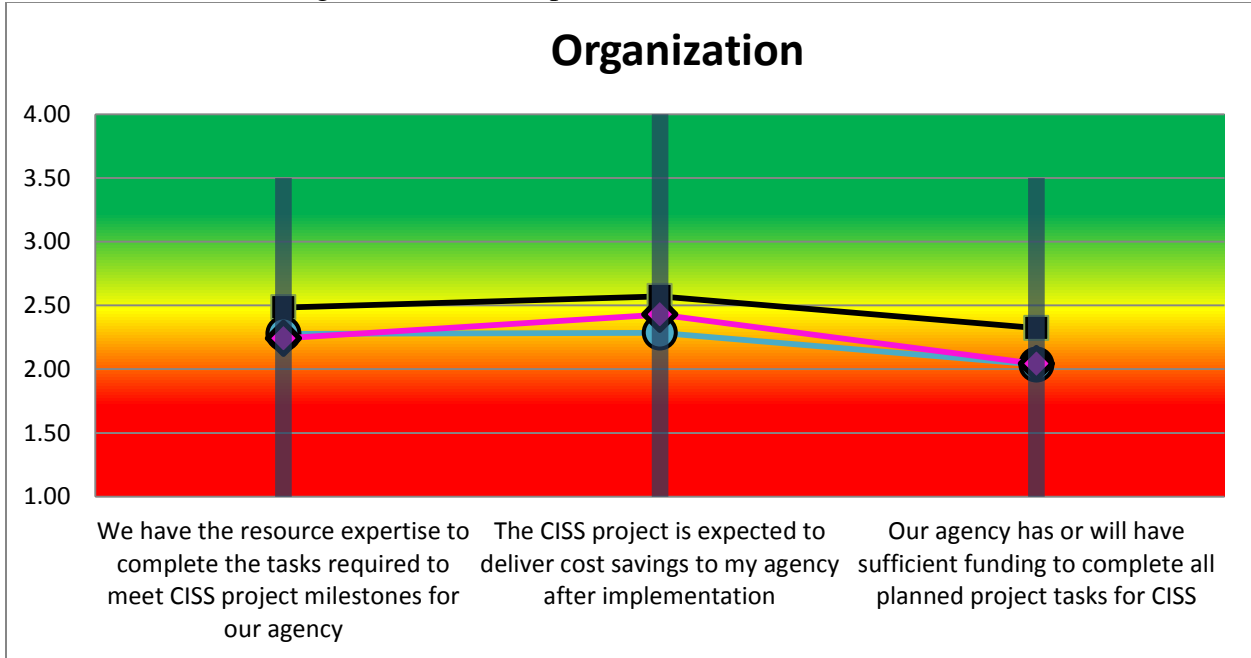 Organization
4.00
3.50
3.00
2.50
2.00
1.50
1.00
We have the resource expertise to
complete the tasks required to
meet CISS project milestones for
our agency
The CISS project is expected to
deliver cost savings to my agency
after implementation
Our agency has or will have
sufficient funding to complete all
planned project tasks for CISS